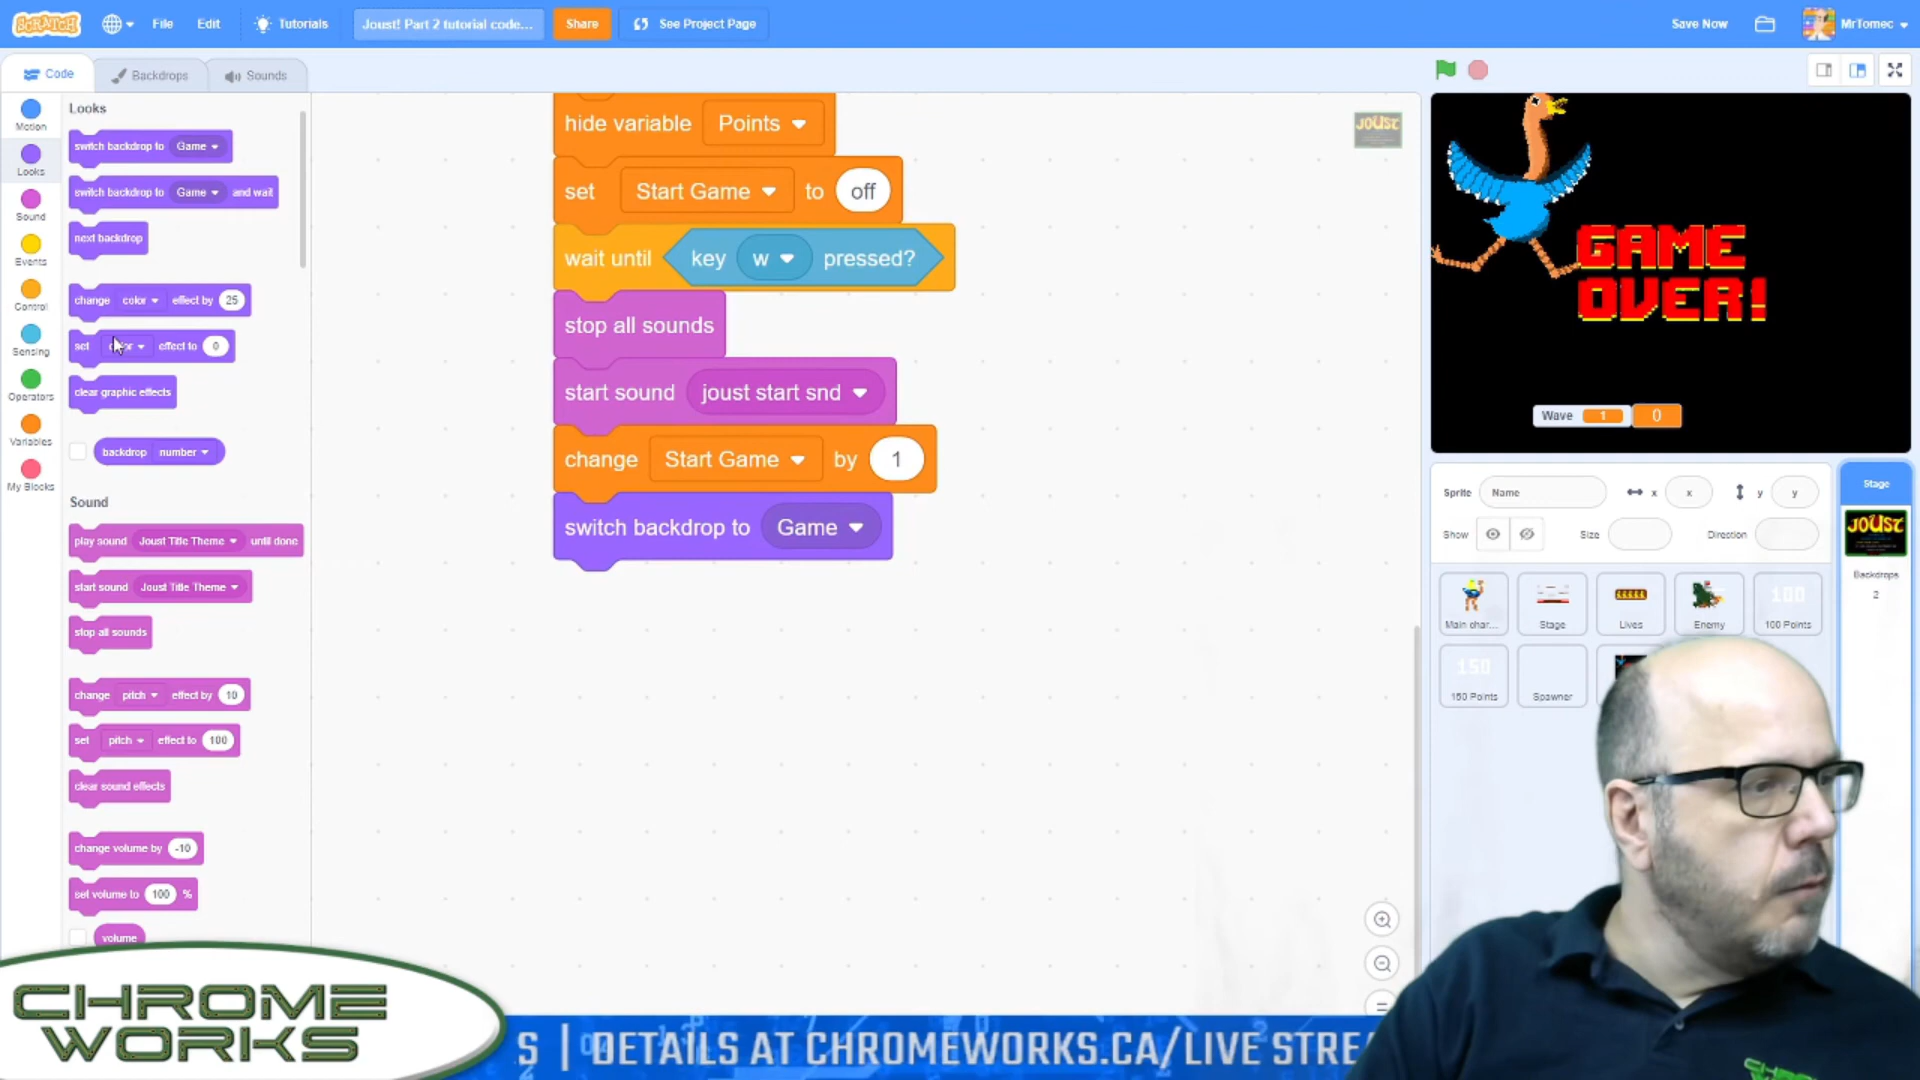 SCRATCH
File
Edit
Tutorials
Joust! Part 2 tutorial code...
Share
See Project Page
Save Now
MrTomec
Code
Backdrops
Sounds
Motion
Looks
Sound
Events
Control
Sensing
Operators
Variables
My Blocks
Looks
switch backdrop to Game
switch backdrop to Game and wait
next backdrop
change color effect by 25
set color effect to 0
clear graphic effects
backdrop number
Sound
play sound Joust Title Theme until done
start sound Joust Title Theme
stop all sounds
change pitch effect by 10
set pitch effect to 100
clear sound effects
change volume by -10
set volume to 100 %
volume
hide variable Points
set Start Game to off
wait until key w pressed?
stop all sounds
start sound joust start snd
change Start Game by 1
switch backdrop to Game
JOUST
GAME
OVER!
Wave 1 0
Sprite Name x x y y
Show Size Direction
Main char...
Stage
Lives
Enemy
100
100 Points
150
150 Points
Spawner
Stage
JOUST
Backdrops
2
CHROME
WORKS
S | DETAILS AT CHROMEWORKS.CA/LIVE STRE